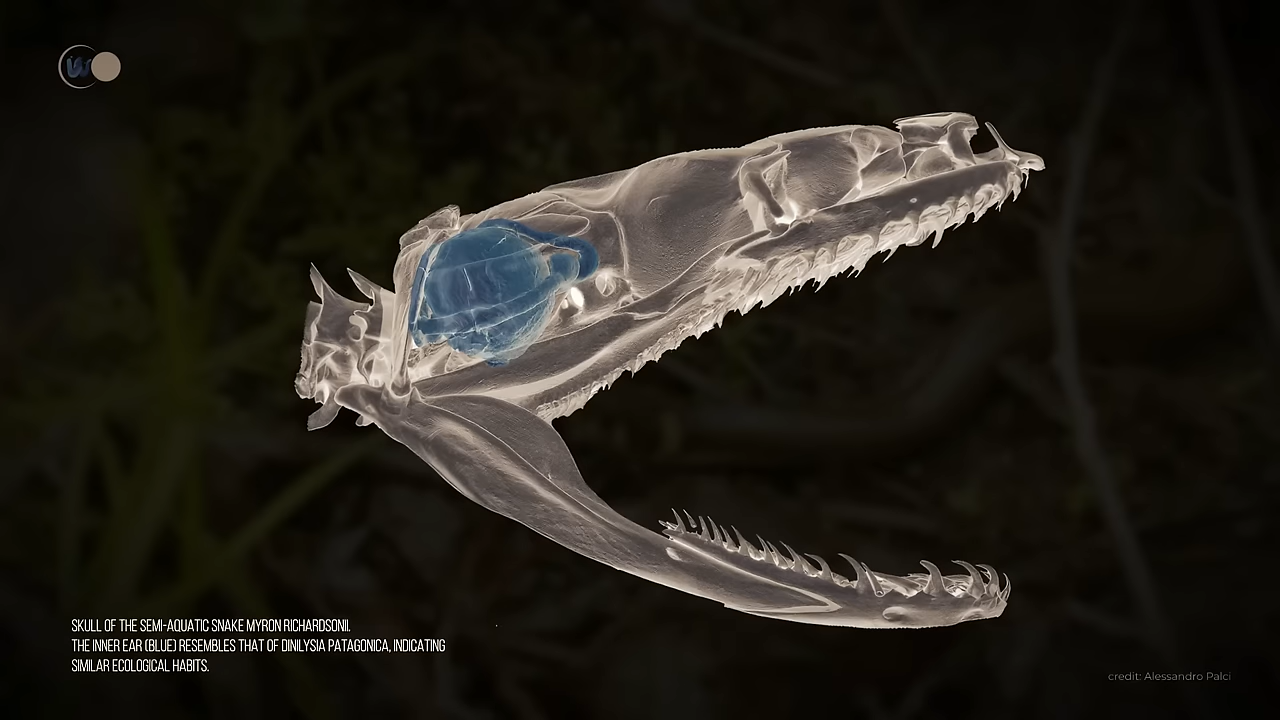 SKULL OF THE SEMI-AQUATIC SNAKE MYRON RICHARDSONII.
THE INNER EAR (BLUE) RESEMBLES THAT OF DINILYSIA PATAGONICA, INDICATING
SIMILAR ECOLOGICAL HABITS.
credit: Alessandro Palci